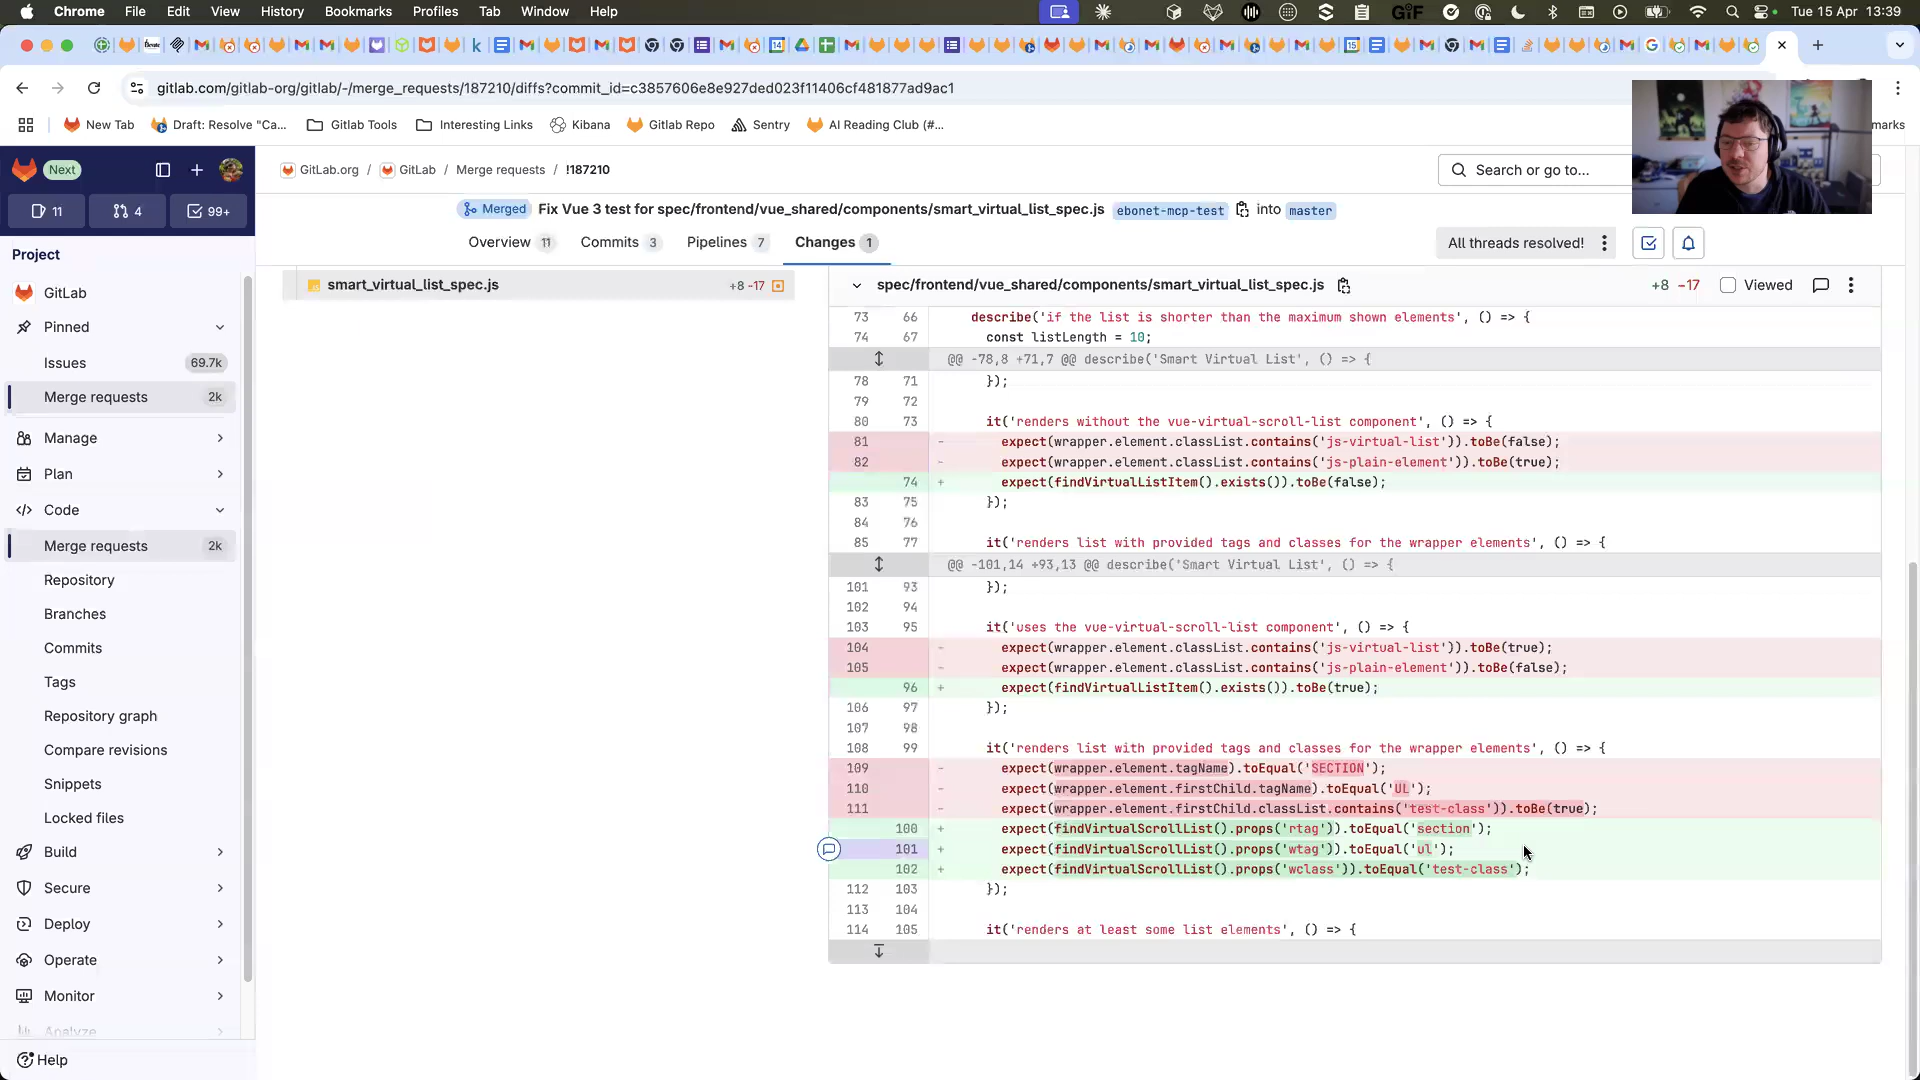 Chrome File Edit View History Bookmarks Profiles Tab Window Help
GIF
Tue 15 Apr 13:39
gitlab.com/gitlab-org/gitlab/-/merge_requests/187210/diffs?commit_id=c3857606e8e927ded023f11406cf481877ad9ac1
New Tab
Draft: Resolve "Ca...
Gitlab Tools
Interesting Links
Kibana
Gitlab Repo
Sentry
AI Reading Club (#...
marks
Next
11
4
99+
Project
GitLab
Pinned
Issues 69.7k
Merge requests 2k
Manage
Plan
Code
Merge requests 2k
Repository
Branches
Commits
Tags
Repository graph
Compare revisions
Snippets
Locked files
Build
Secure
Deploy
Operate
Monitor
Analyze
Help
GitLab.org / GitLab / Merge requests / !187210
Search or go to...
Merged Fix Vue 3 test for spec/frontend/vue_shared/components/smart_virtual_list_spec.js ebonet-mcp-test into master
Overview 11 Commits 3 Pipelines 7 Changes 1
All threads resolved!
smart_virtual_list_spec.js +8 -17
spec/frontend/vue_shared/components/smart_virtual_list_spec.js +8 -17 Viewed
73 66 describe('if the list is shorter than the maximum shown elements', () => {
74 67 const listLength = 10;
@@ -78,8 +71,7 @@ describe('Smart Virtual List', () => {
78 71 });
79 72
80 73 it('renders without the vue-virtual-scroll-list component', () => {
81 - expect(wrapper.element.classList.contains('js-virtual-list')).toBe(false);
82 - expect(wrapper.element.classList.contains('js-plain-element')).toBe(true);
74 + expect(findVirtualListItem().exists()).toBe(false);
83 75 });
84 76
85 77 it('renders list with provided tags and classes for the wrapper elements', () => {
@@ -101,14 +93,13 @@ describe('Smart Virtual List', () => {
101 93 });
102 94
103 95 it('uses the vue-virtual-scroll-list component', () => {
104 - expect(wrapper.element.classList.contains('js-virtual-list')).toBe(true);
105 - expect(wrapper.element.classList.contains('js-plain-element')).toBe(false);
96 + expect(findVirtualListItem().exists()).toBe(true);
106 97 });
107 98
108 99 it('renders list with provided tags and classes for the wrapper elements', () => {
109 - expect(wrapper.element.tagName).toEqual('SECTION');
110 - expect(wrapper.element.firstChild.tagName).toEqual('UL');
111 - expect(wrapper.element.firstChild.classList.contains('test-class')).toBe(true);
100 + expect(findVirtualScrollList().props('rtag')).toEqual('section');
101 + expect(findVirtualScrollList().props('wtag')).toEqual('ul');
102 + expect(findVirtualScrollList().props('wclass')).toEqual('test-class');
112 103 });
113 104
114 105 it('renders at least some list elements', () => {